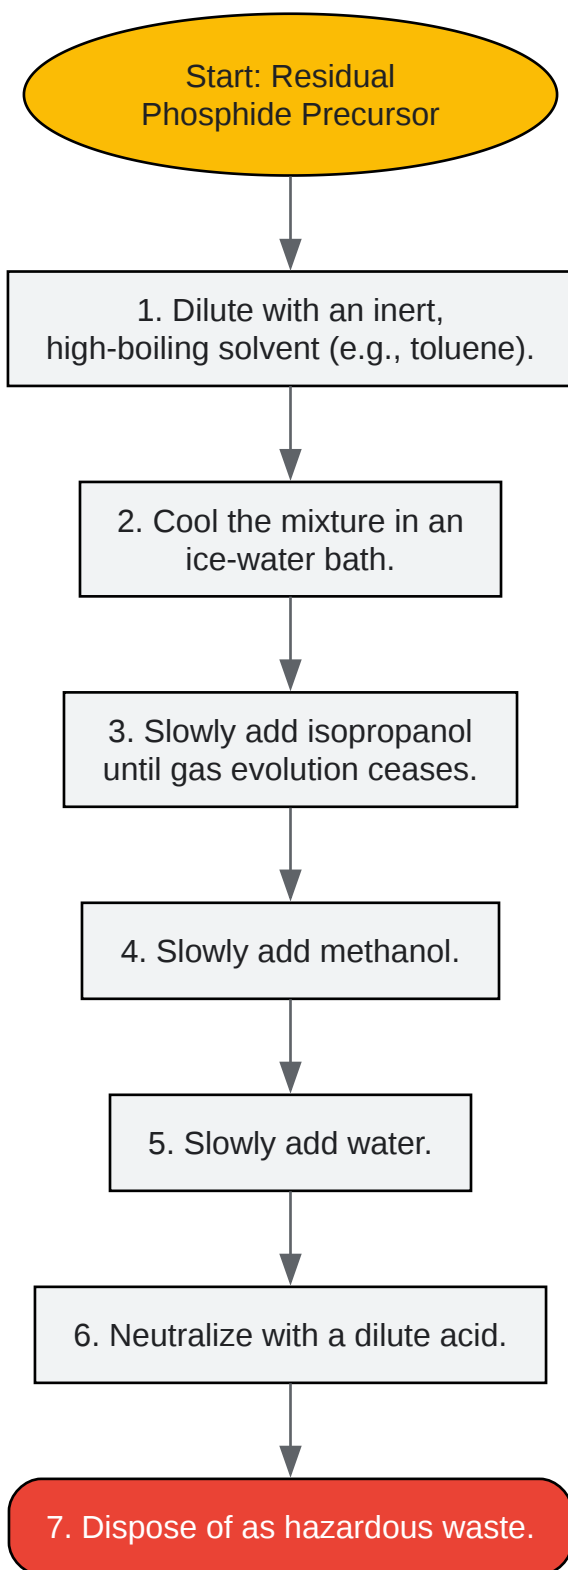 Start: Residual
Phosphide Precursor
1. Dilute with an inert,
high-boiling solvent (e.g., toluene).
2. Cool the mixture in an
ice-water bath.
3. Slowly add isopropanol
until gas evolution ceases.
4. Slowly add methanol.
5. Slowly add water.
6. Neutralize with a dilute acid.
7. Dispose of as hazardous waste.